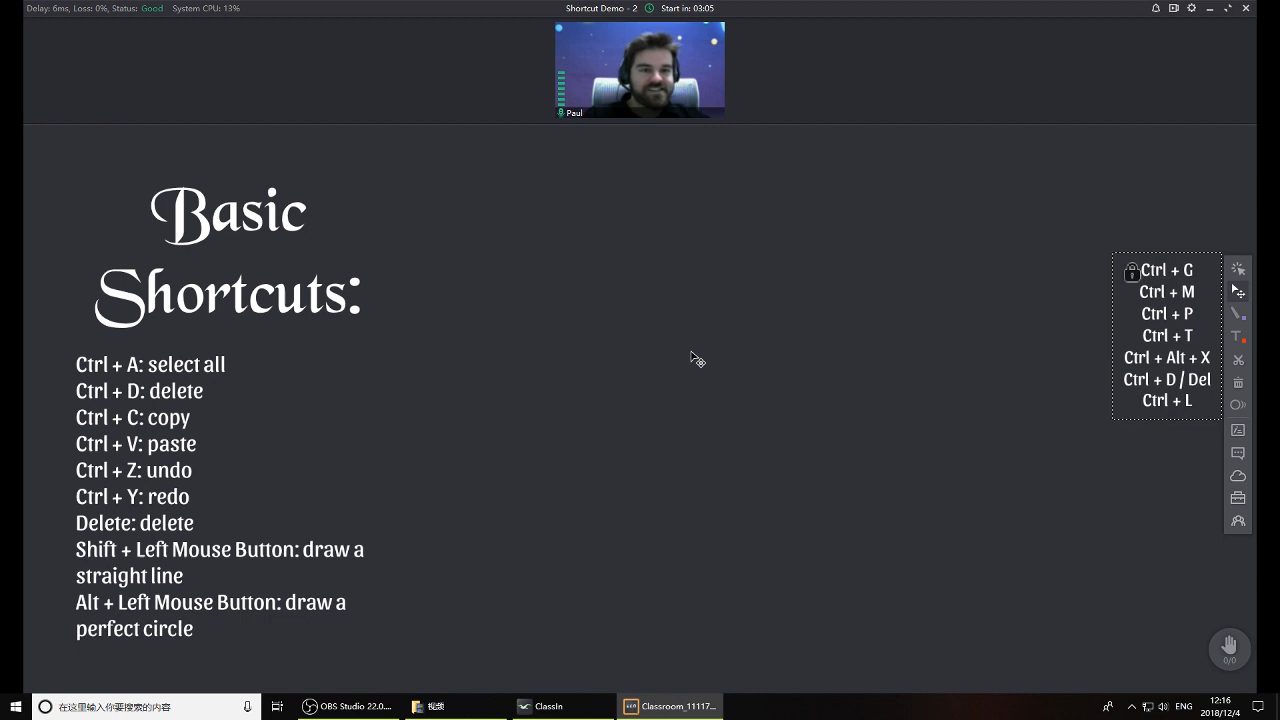 Delay: 6ms, Loss: 0%, Status: Good System CPU: 13%
Shortcut Demo - 2 Start in: 03:05
Paul
Basic
Shortcuts:
Ctrl + A: select all
Ctrl + D: delete
Ctrl + C: copy
Ctrl + V: paste
Ctrl + Z: undo
Ctrl + Y: redo
Delete: delete
Shift + Left Mouse Button: draw a
straight line
Alt + Left Mouse Button: draw a
perfect circle
Ctrl + G
Ctrl + M
Ctrl + P
Ctrl + T
Ctrl + Alt + X
Ctrl + D / Del
Ctrl + L
T
0/0
在这里输入你要搜索的内容
OBS Studio 22.0....
视频
ClassIn
Classroom_11117...
ENG
12:16
2018/12/4